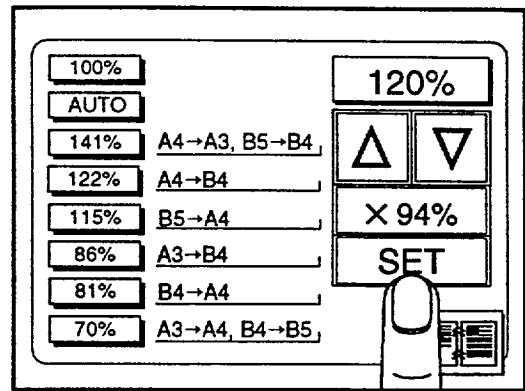 100%
AUTO
141% A4→A3, B5→B4
122% A4→B4
115% B5→A4
86% A3→B4
81% B4→A4
70% A3→A4, B4→B5
120%
△ ▽
×94%
SET